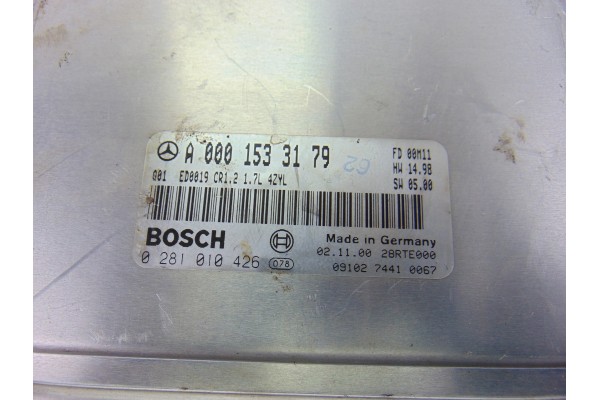 A 000 153 31 79
FD 00M11
HW 14.98
G01 ED0019 CR1.2 1.7L 4ZYL
SW 05.00
BOSCH
Made in Germany
0 281 010 426 078
02.11.00 28RTE000
09102 7441 0067